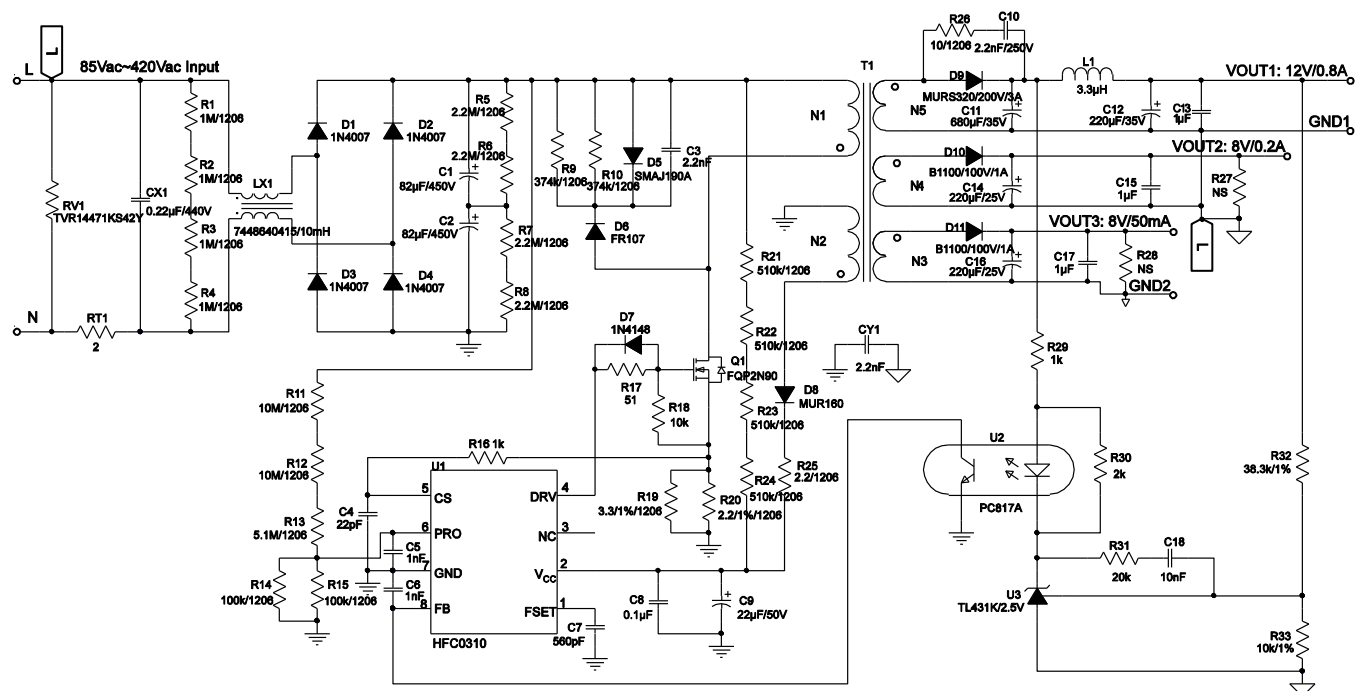 L
L
85Vac~420Vac Input
R1
1M/1206
R2
1M/1206
R3
1M/1206
R4
1M/1206
RV1
TVR14471KS42Y
CX1
0.22µF/440V
LX1
7448640415/10mH
N
RT1
2
D1
1N4007
D2
1N4007
D3
1N4007
D4
1N4007
R5
2.2M/1206
R6
2.2M/1206
C1
82µF/450V
C2
82µF/450V
R7
2.2M/1206
R8
2.2M/1206
R9
374k/1206
R10
374k/1206
D5
SMAJ190A
C3
2.2nF
D6
FR107
T1
N1
N2
N5
N4
N3
R26
10/1206
C10
2.2nF/250V
D9
MURS320/200V/3A
C11
680µF/35V
L1
3.3µH
C12
220µF/35V
C13
1µF
VOUT1: 12V/0.8A
GND1
D10
B1100/100V/1A
C14
220µF/25V
C15
1µF
VOUT2: 8V/0.2A
R27
NS
L
D11
B1100/100V/1A
C16
220µF/25V
C17
1µF
VOUT3: 8V/50mA
R28
NS
GND2
R21
510k/1206
R22
510k/1206
R23
510k/1206
R24
510k/1206
D7
1N4148
R17
51
R18
10k
Q1
FQP2N90
CY1
2.2nF
D8
MUR160
R25
2.2/1206
R29
1k
R11
10M/1206
R12
10M/1206
R13
5.1M/1206
R14
100k/1206
R15
100k/1206
R16 1k
C4
22pF
C5
1nF
C6
1nF
U1
5
CS
6
PRO
7
GND
8
FB
DRV
4
NC
3
VCC
2
FSET
1
HFC0310
R19
3.3/1%/1206
R20
2.2/1%/1206
C7
560pF
C8
0.1µF
C9
22µF/50V
U2
PC817A
R30
2k
R31
20k
C18
10nF
U3
TL431K/2.5V
R32
38.3k/1%
R33
10k/1%